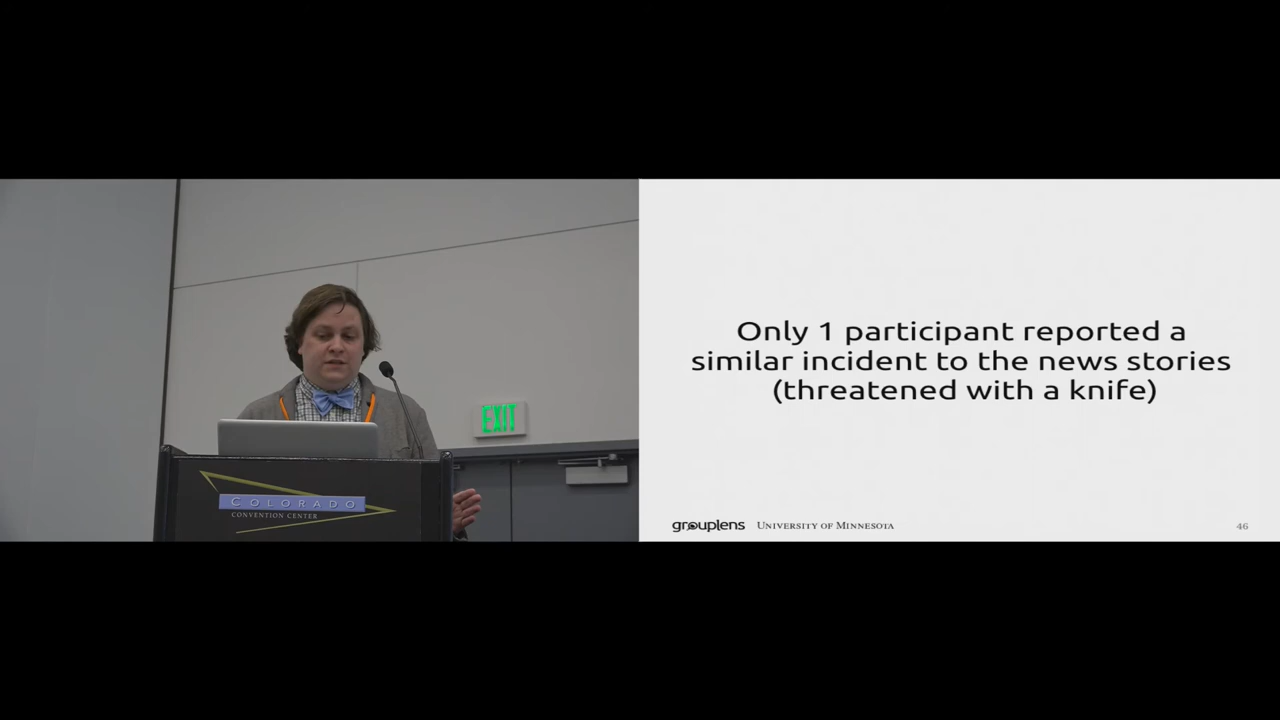 EXIT
COLORADO
CONVENTION CENTER
Only 1 participant reported a
similar incident to the news stories
(threatened with a knife)
grouplens UNIVERSITY OF MINNESOTA
46